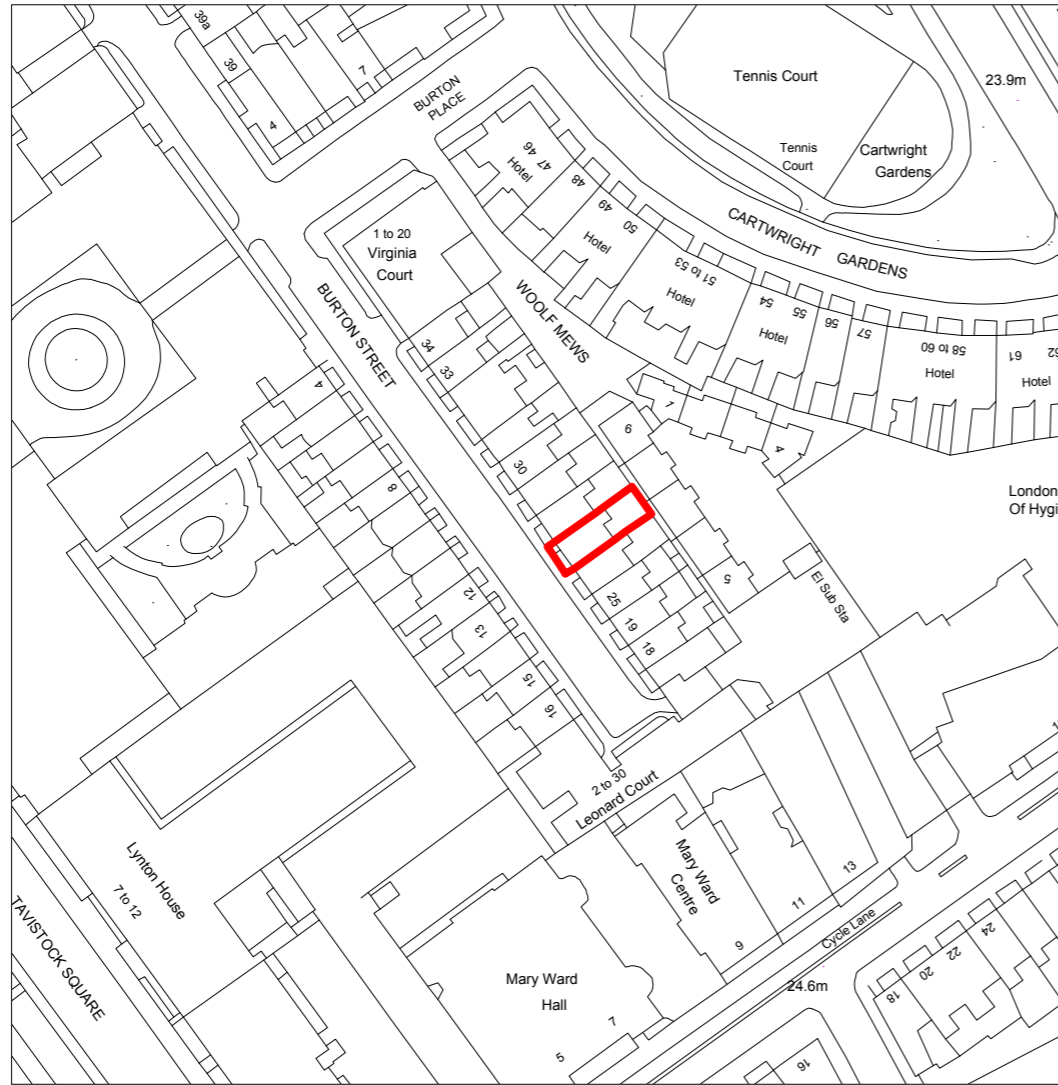 39a
39
7
4
BURTON
PLACE
Tennis Court
23.9m
Tennis
Court
Cartwright
Gardens
46
47
Hotel
48
49
50
Hotel
CARTWRIGHT GARDENS
1 to 20
Virginia
Court
51 to 53
Hotel
54
55
56
57
Hotel
58 to 60
Hotel
61
62
Hotel
WOOLF MEWS
BURTON STREET
34
33
30
4
8
12
13
15
16
9
1
4
London
Of Hygi
25
19
18
5
El Sub Sta
2 to 30
Leonard Court
Lynton House
7 to 12
TAVISTOCK SQUARE
Mary Ward
Centre
13
11
9
Cycle Lane
Mary Ward
Hall
7
5
24.6m
24
22
20
18
16